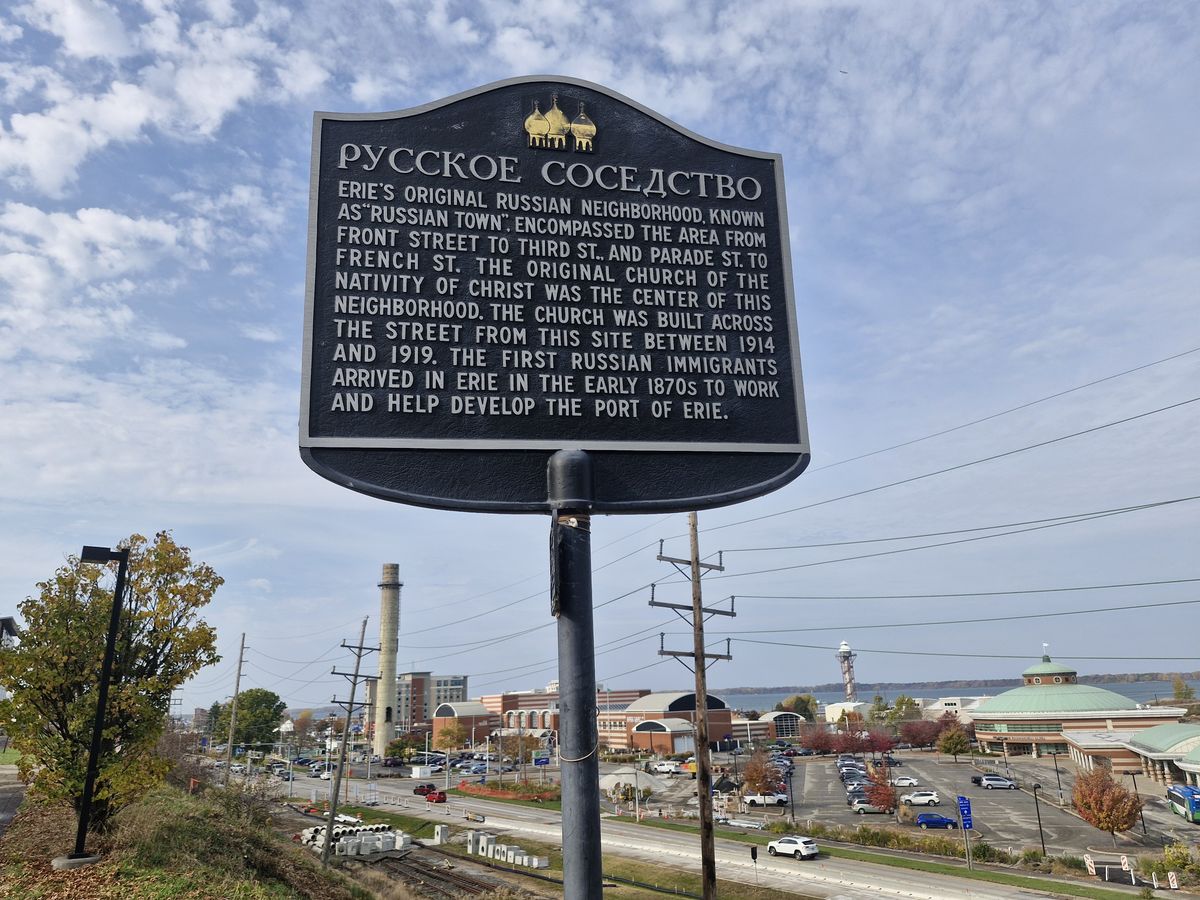 РУССКОЕ СОСЕДСТВО
ERIE'S ORIGINAL RUSSIAN NEIGHBORHOOD, KNOWN
AS "RUSSIAN TOWN", ENCOMPASSED THE AREA FROM
FRONT STREET TO THIRD ST., AND PARADE ST. TO
FRENCH ST. THE ORIGINAL CHURCH OF THE
NATIVITY OF CHRIST WAS THE CENTER OF THIS
NEIGHBORHOOD. THE CHURCH WAS BUILT ACROSS
THE STREET FROM THIS SITE BETWEEN 1914
AND 1919. THE FIRST RUSSIAN IMMIGRANTS
ARRIVED IN ERIE IN THE EARLY 1870s TO WORK
AND HELP DEVELOP THE PORT OF ERIE.